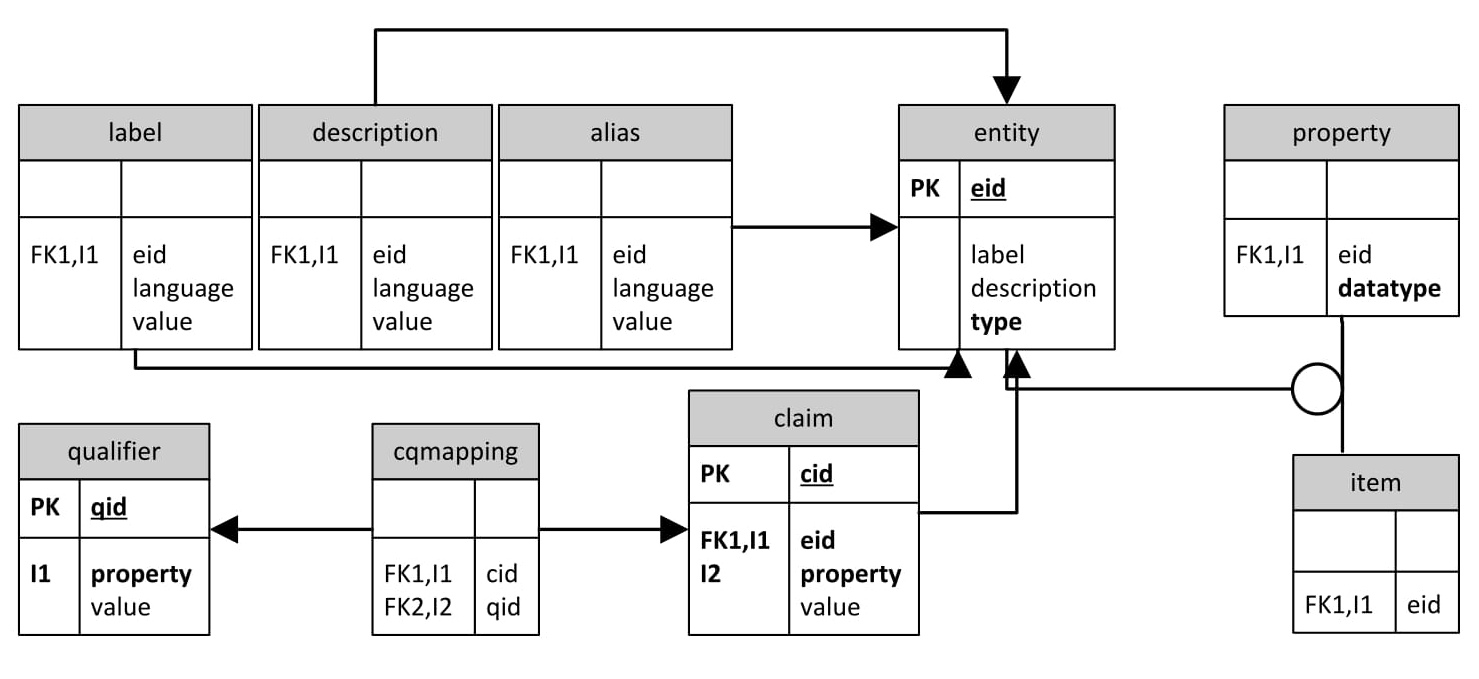 label
FK1,I1 eid
language
value
description
FK1,I1 eid
language
value
alias
FK1,I1 eid
language
value
entity
PK eid
label
description
type
property
FK1,I1 eid
datatype
qualifier
PK qid
I1 property
value
cqmapping
FK1,I1 cid
FK2,I2 qid
claim
PK cid
FK1,I1 eid
I2 property
value
item
FK1,I1 eid